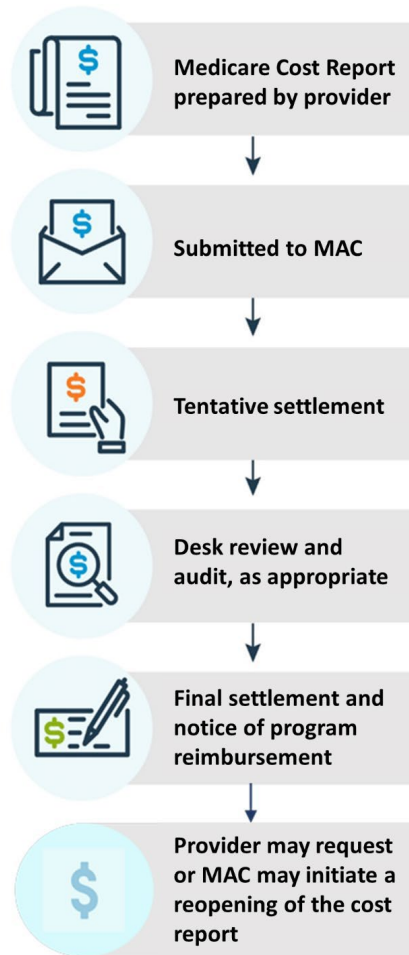 $
Medicare Cost Report
prepared by provider
$
Submitted to MAC
$
Tentative settlement
$
Desk review and
audit, as appropriate
$
Final settlement and
notice of program
reimbursement
$
Provider may request
or MAC may initiate a
reopening of the cost
report